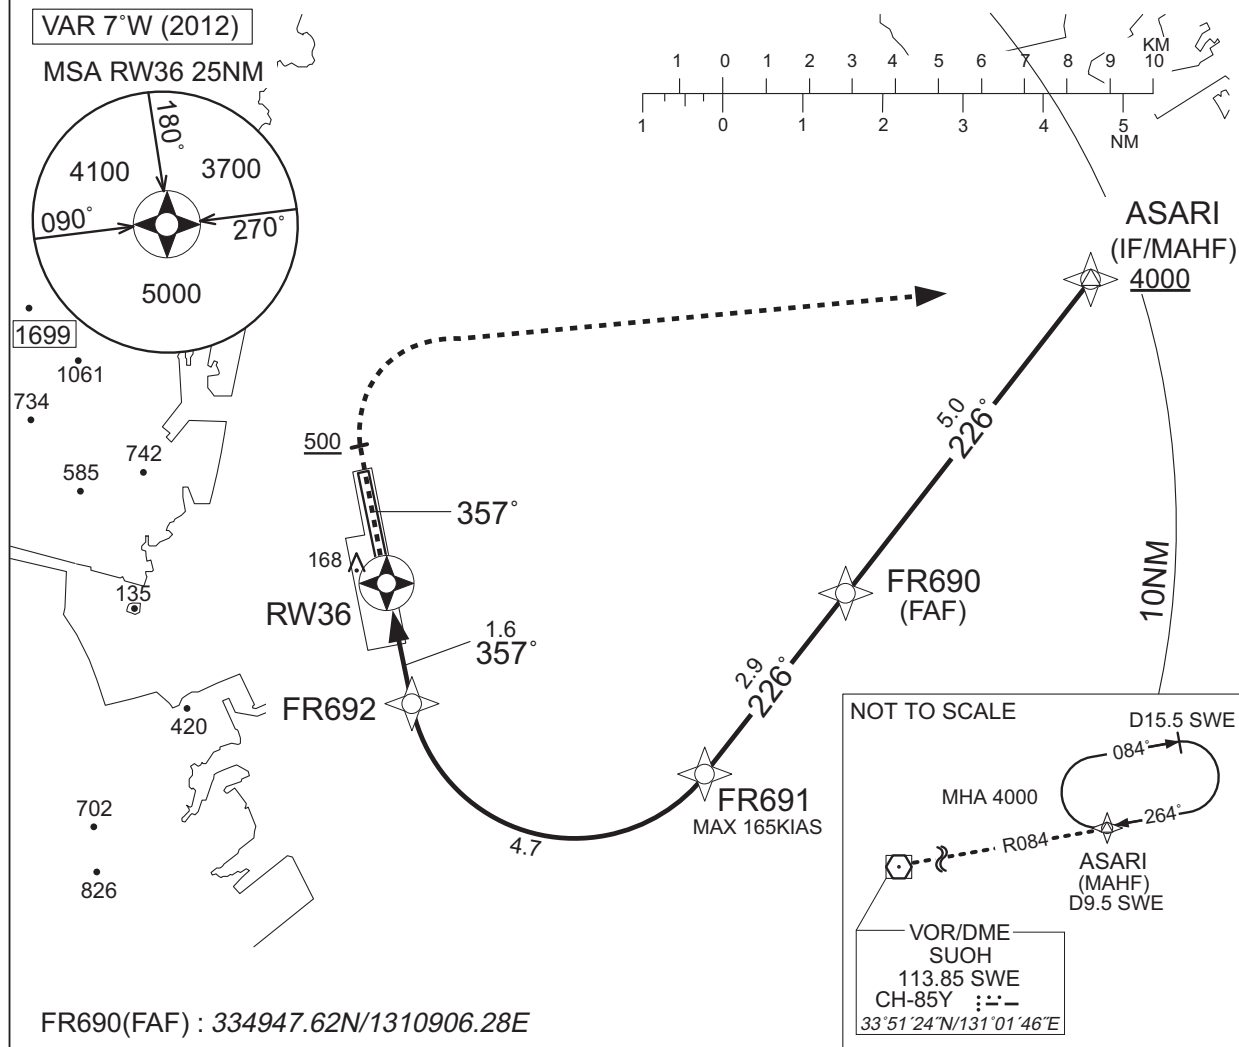 VAR 7°W (2012)
MSA RW36 25NM
180°
4100
3700
090°
270°
5000
KM
1 0 1 2 3 4 5 6 7 8 9 10
1 0 1 2 3 4 5
NM
ASARI
(IF/MAHF)
4000
1699
1061
734
742
585
500
5.0
226°
357°
168
135
RW36
FR690
(FAF)
10NM
1.6
357°
2.9
226°
FR692
420
FR691
MAX 165KIAS
4.7
702
826
NOT TO SCALE
D15.5 SWE
084°
MHA 4000
264°
R084
ASARI
(MAHF)
D9.5 SWE
VOR/DME
SUOH
113.85 SWE
CH-85Y
33°51´24˝N/131°01´46˝E
FR690(FAF) : 334947.62N/1310906.28E